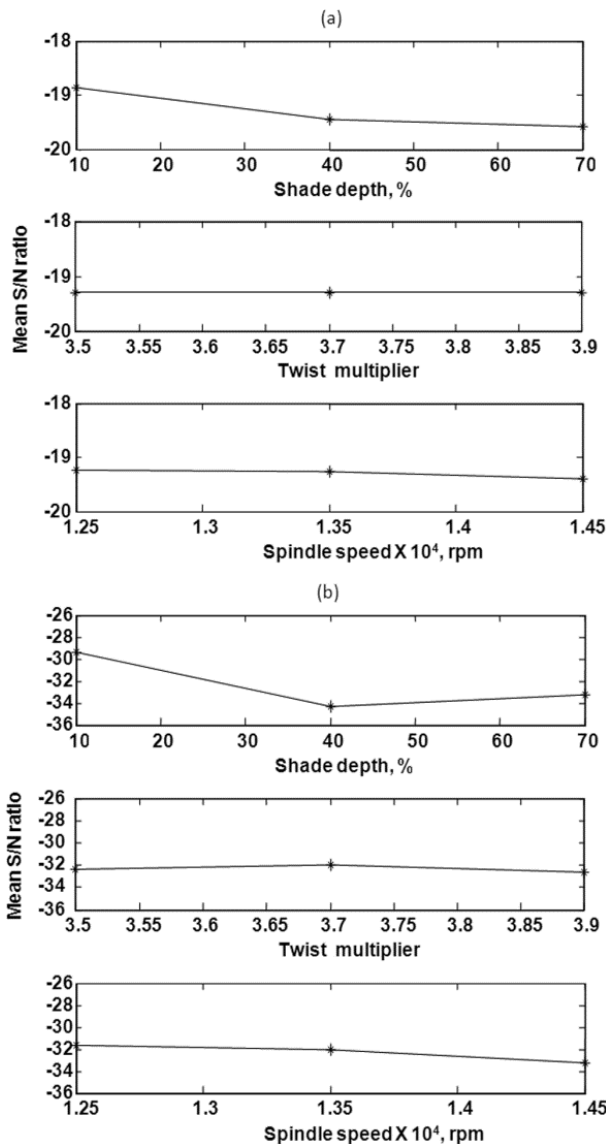 (a)
-18
-19
-20
10 20 30 40 50 60 70
Shade depth, %
Mean S/N ratio
-18
-19
-20
3.5 3.55 3.6 3.65 3.7 3.75 3.8 3.85 3.9
Twist multiplier
-18
-19
-20
1.25 1.3 1.35 1.4 1.45
Spindle speed X 10⁴, rpm
(b)
-26
-28
-30
-32
-34
-36
10 20 30 40 50 60 70
Shade depth, %
Mean S/N ratio
-26
-28
-30
-32
-34
-36
3.5 3.55 3.6 3.65 3.7 3.75 3.8 3.85 3.9
Twist multiplier
-26
-28
-30
-32
-34
-36
1.25 1.3 1.35 1.4 1.45
Spindle speed X 10⁴, rpm